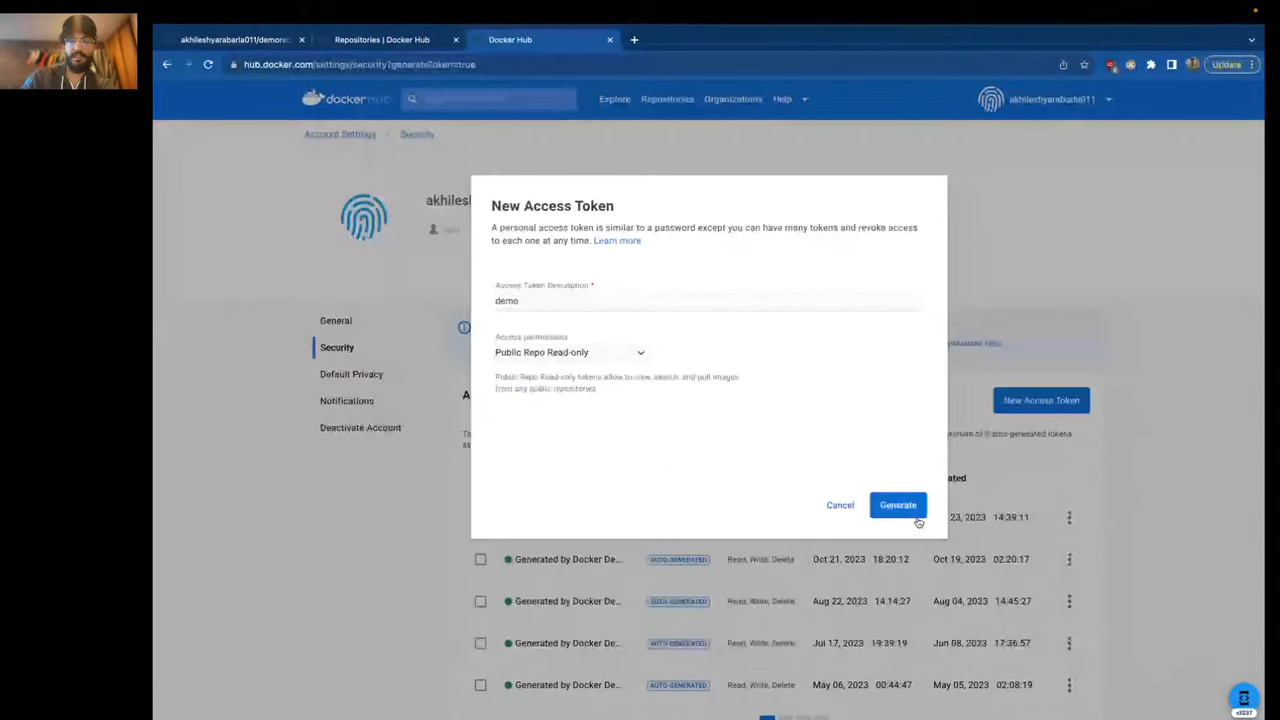 akhileshyarabarla011/demore
Repositories | Docker Hub
Docker Hub
hub.docker.com/settings/security?generateToken=true
Update
dockerhub
Explore
Repositories
Organizations
Help
akhileshyarabarla011
Account Settings / Security
akhiles
New Access Token
A personal access token is similar to a password except you can have many tokens and revoke access
to each one at any time. Learn more
Access Token Description *
demo
Access permissions
Public Repo Read-only
Public Repo Read-only tokens allow to view, search, and pull images
from any public repositories
Cancel
Generate
General
Security
Default Privacy
Notifications
Deactivate Account
A
New Access Token
auto-generated tokens
ated
23, 2023 14:39:11
Generated by Docker De... AUTO-GENERATED Read, Write, Delete Oct 21, 2023 18:20:12 Oct 19, 2023 02:20:17
Generated by Docker De... AUTO-GENERATED Read, Write, Delete Aug 22, 2023 14:14:27 Aug 04, 2023 14:45:27
Generated by Docker De... AUTO-GENERATED Read, Write, Delete Jul 17, 2023 19:39:19 Jun 08, 2023 17:36:57
Generated by Docker De... AUTO-GENERATED Read, Write, Delete May 06, 2023 00:44:47 May 05, 2023 02:08:19
v3237